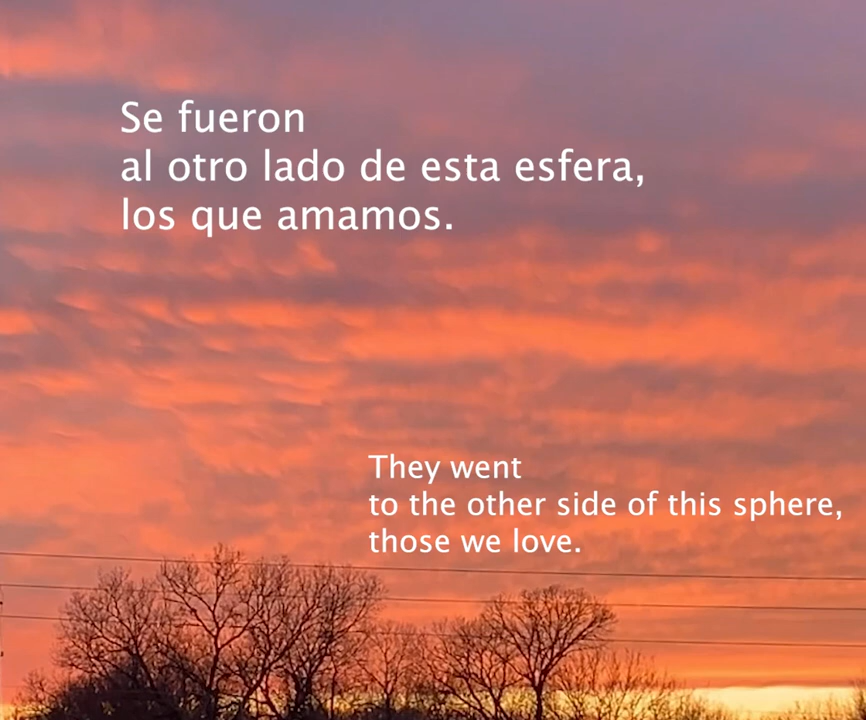 Se fueron
al otro lado de esta esfera,
los que amamos.
They went
to the other side of this sphere,
those we love.